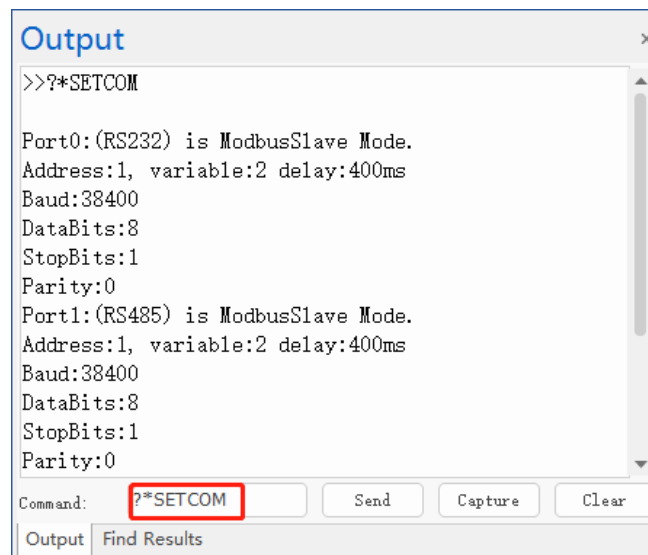 Output
>>?*SETCOM
Port0:(RS232) is ModbusSlave Mode.
Address:1, variable:2 delay:400ms
Baud:38400
DataBits:8
StopBits:1
Parity:0
Port1:(RS485) is ModbusSlave Mode.
Address:1, variable:2 delay:400ms
Baud:38400
DataBits:8
StopBits:1
Parity:0
Command: ?*SETCOM Send Capture Clear
Output Find Results